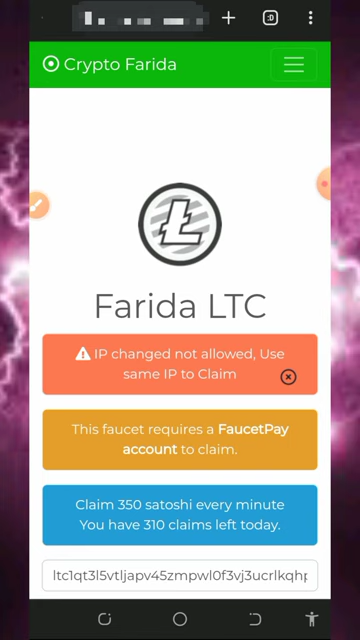 :D
Crypto Farida
Farida LTC
IP changed not allowed, Use
same IP to Claim
This faucet requires a FaucetPay
account to claim.
Claim 350 satoshi every minute
You have 310 claims left today.